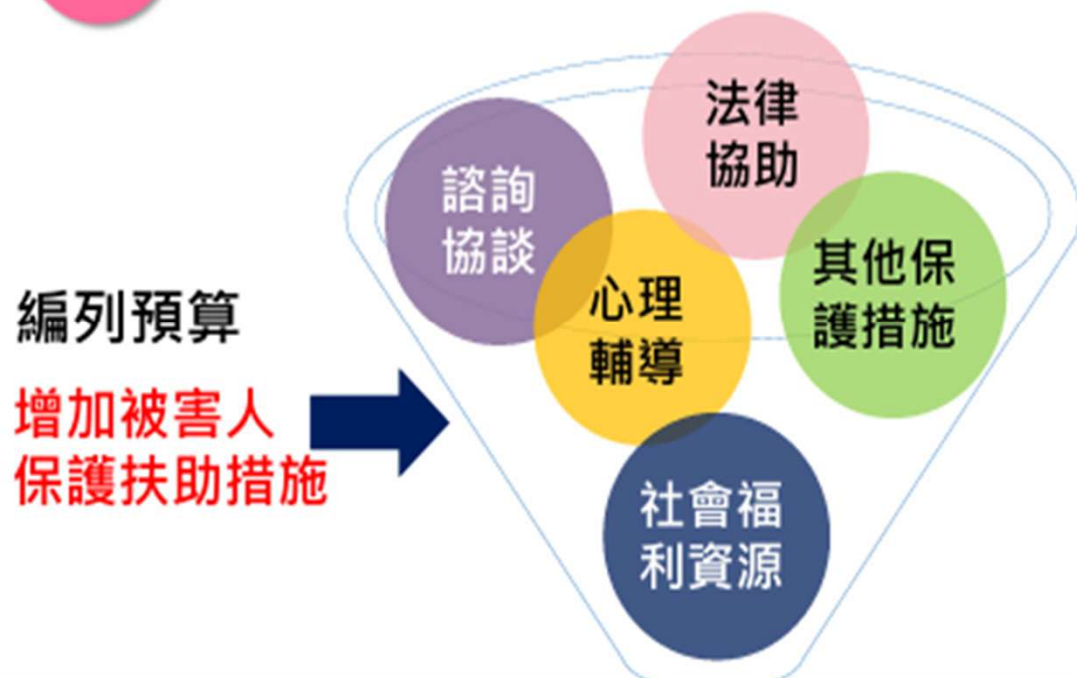 法律
協助
諮詢
協談
其他保
護措施
心理
輔導
編列預算
增加被害人
保護扶助措施
社會福
利資源